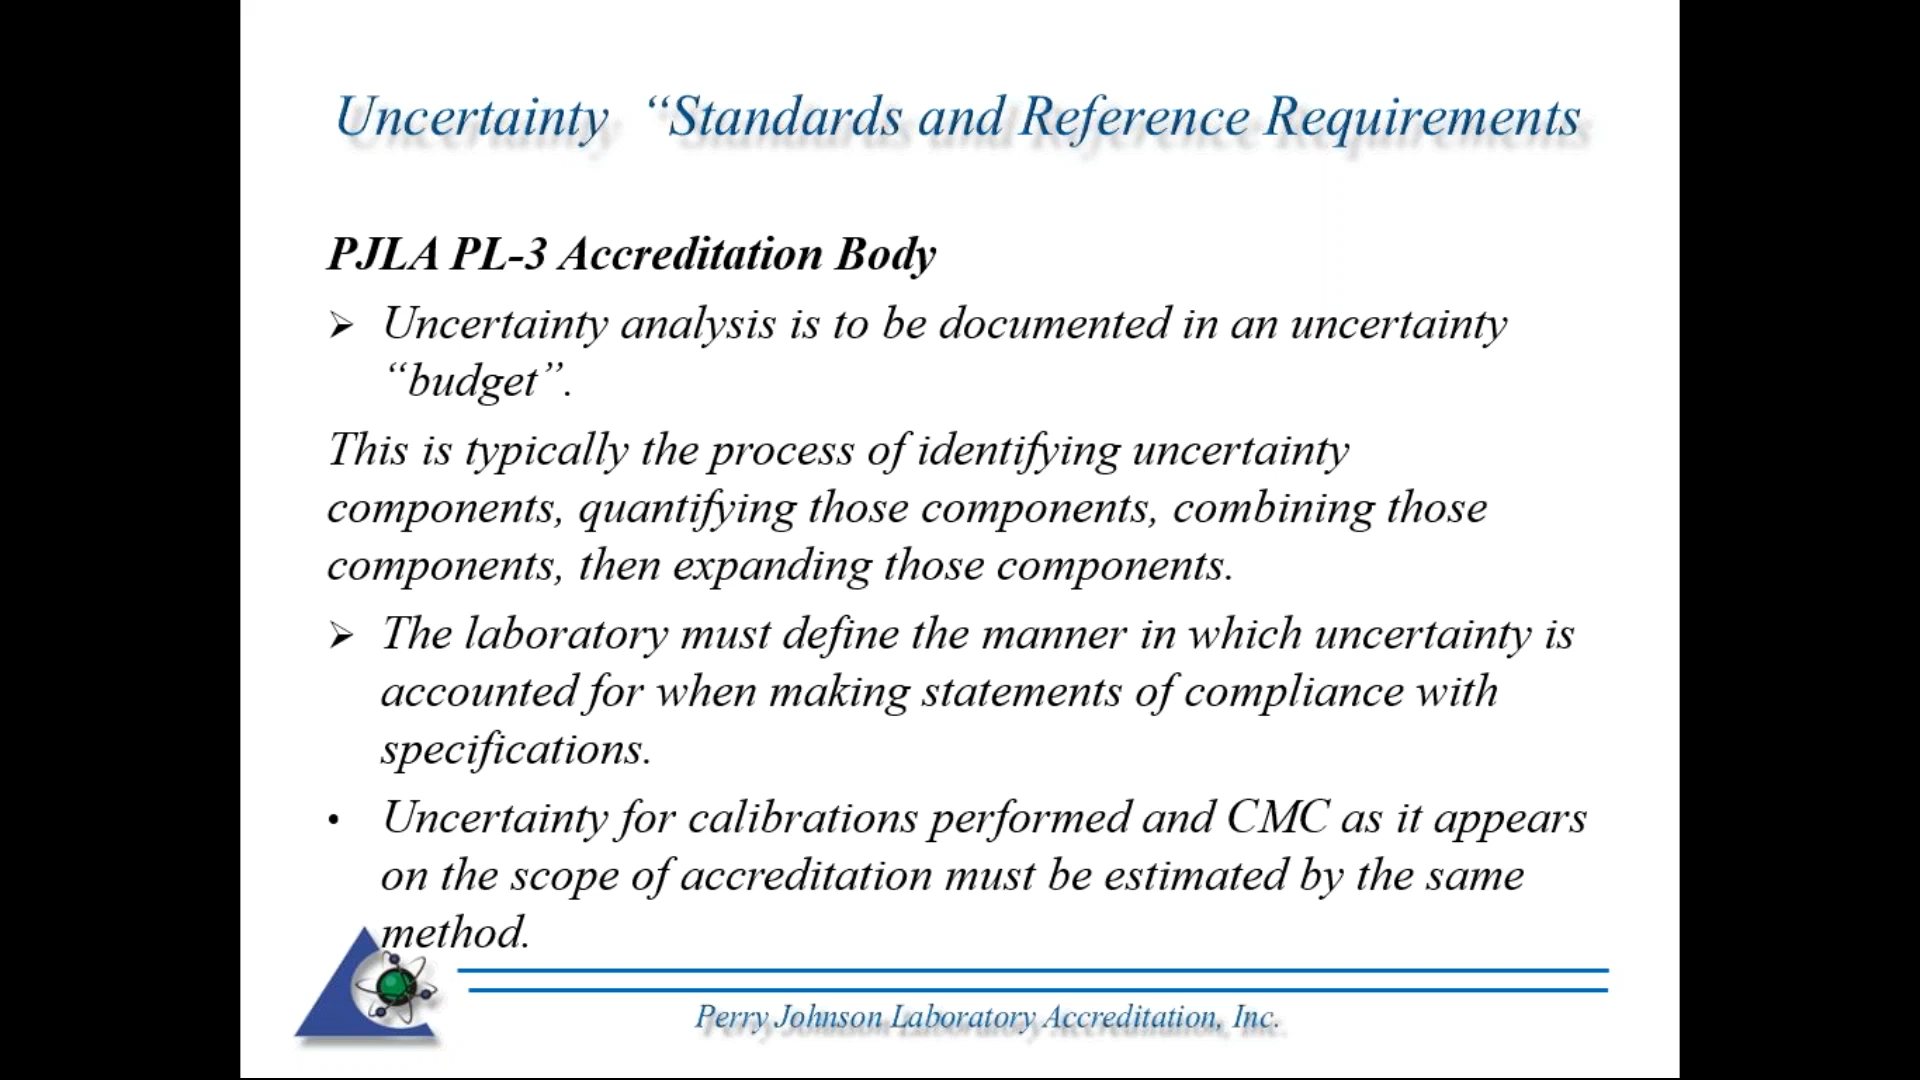 Uncertainty “Standards and Reference Requirements
PJLA PL-3 Accreditation Body
➢ Uncertainty analysis is to be documented in an uncertainty
“budget”.
This is typically the process of identifying uncertainty
components, quantifying those components, combining those
components, then expanding those components.
➢ The laboratory must define the manner in which uncertainty is
accounted for when making statements of compliance with
specifications.
• Uncertainty for calibrations performed and CMC as it appears
on the scope of accreditation must be estimated by the same
method.
Perry Johnson Laboratory Accreditation, Inc.